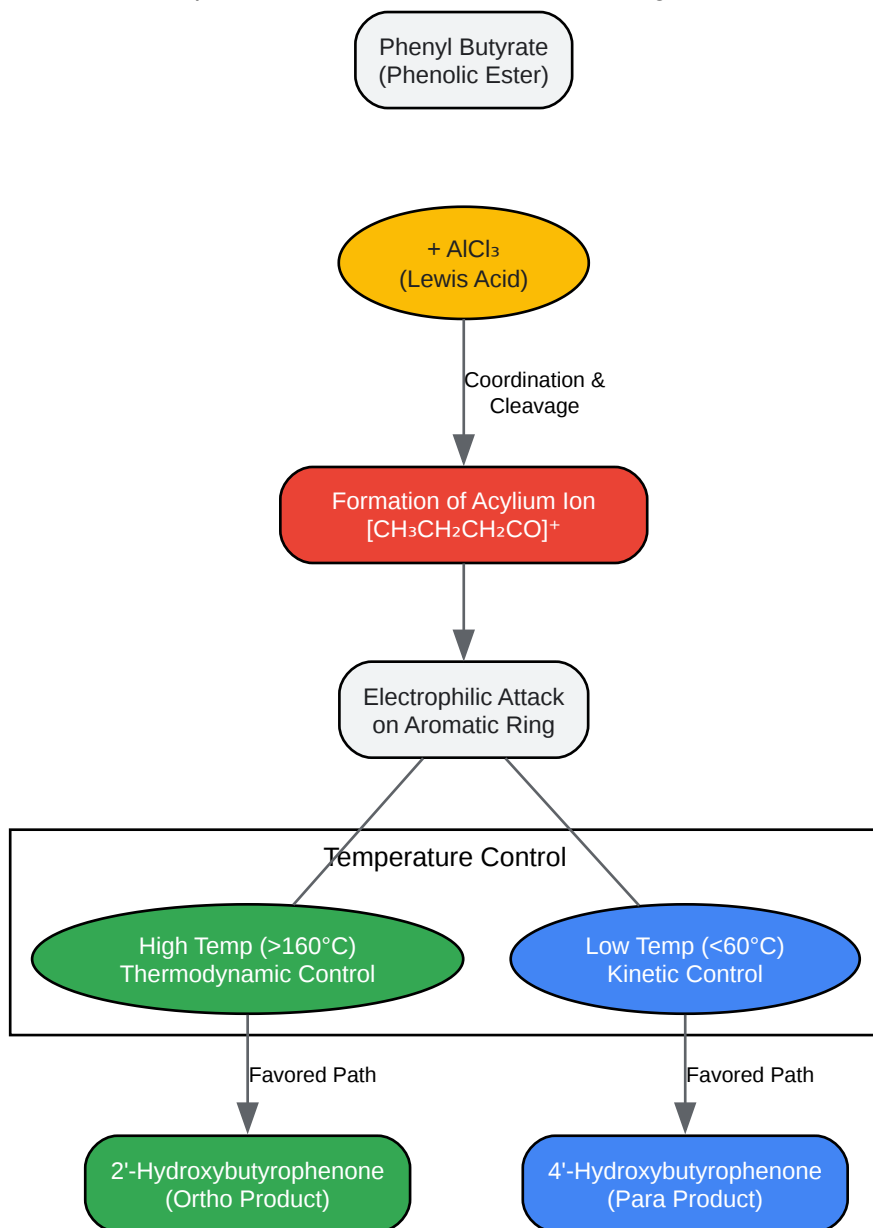 Phenyl Butyrate
(Phenolic Ester)
+ AlCl₃
(Lewis Acid)
Coordination &
Cleavage
Formation of Acylium Ion
[CH₃CH₂CH₂CO]⁺
Electrophilic Attack
on Aromatic Ring
Temperature Control
High Temp (>160°C)
Thermodynamic Control
Low Temp (<60°C)
Kinetic Control
Favored Path
Favored Path
2'-Hydroxybutyrophenone
(Ortho Product)
4'-Hydroxybutyrophenone
(Para Product)